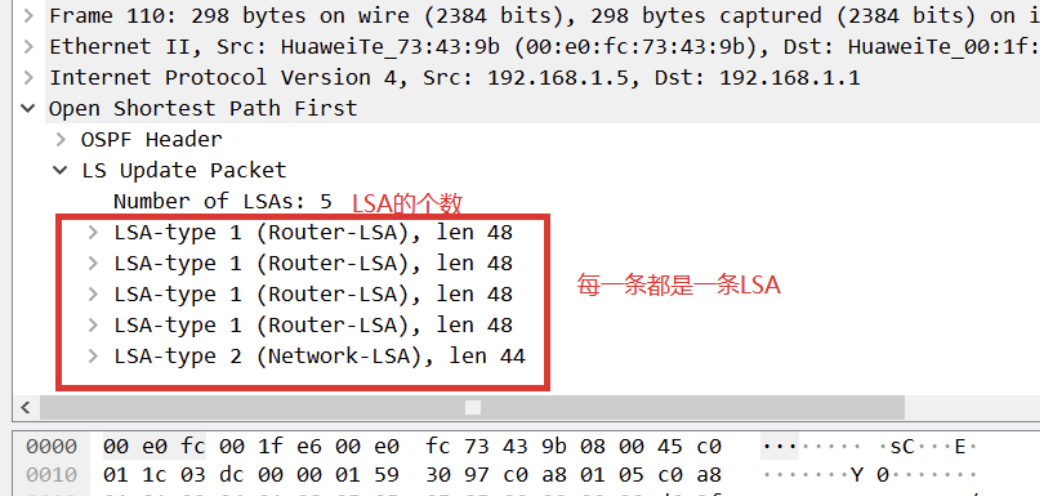 Frame 110: 298 bytes on wire (2384 bits), 298 bytes captured (2384 bits) on i
Ethernet II, Src: HuaweiTe_73:43:9b (00:e0:fc:73:43:9b), Dst: HuaweiTe_00:1f:
Internet Protocol Version 4, Src: 192.168.1.5, Dst: 192.168.1.1
Open Shortest Path First
OSPF Header
LS Update Packet
Number of LSAs: 5 LSA的个数
LSA-type 1 (Router-LSA), len 48
LSA-type 1 (Router-LSA), len 48
每一条都是一条LSA
LSA-type 1 (Router-LSA), len 48
LSA-type 1 (Router-LSA), len 48
LSA-type 2 (Network-LSA), len 44
0000 00 e0 fc 00 1f e6 00 e0 fc 73 43 9b 08 00 45 c0 ········ ·sC···E·
0010 01 1c 03 dc 00 00 01 59 30 97 c0 a8 01 05 c0 a8 ·······Y 0·······